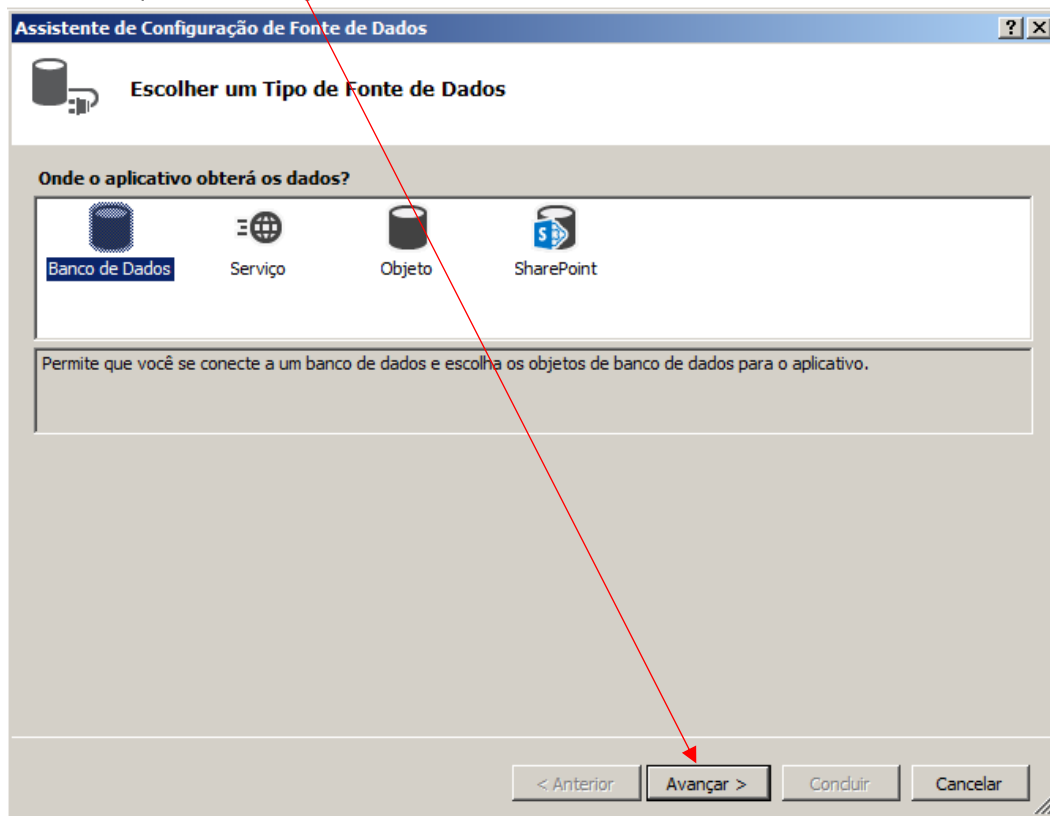 Assistente de Configuração de Fonte de Dados
Escolher um Tipo de Fonte de Dados
Onde o aplicativo obterá os dados?
Banco de Dados Serviço Objeto SharePoint
Permite que você se conecte a um banco de dados e escolha os objetos de banco de dados para o aplicativo.
< Anterior Avançar > Concluir Cancelar